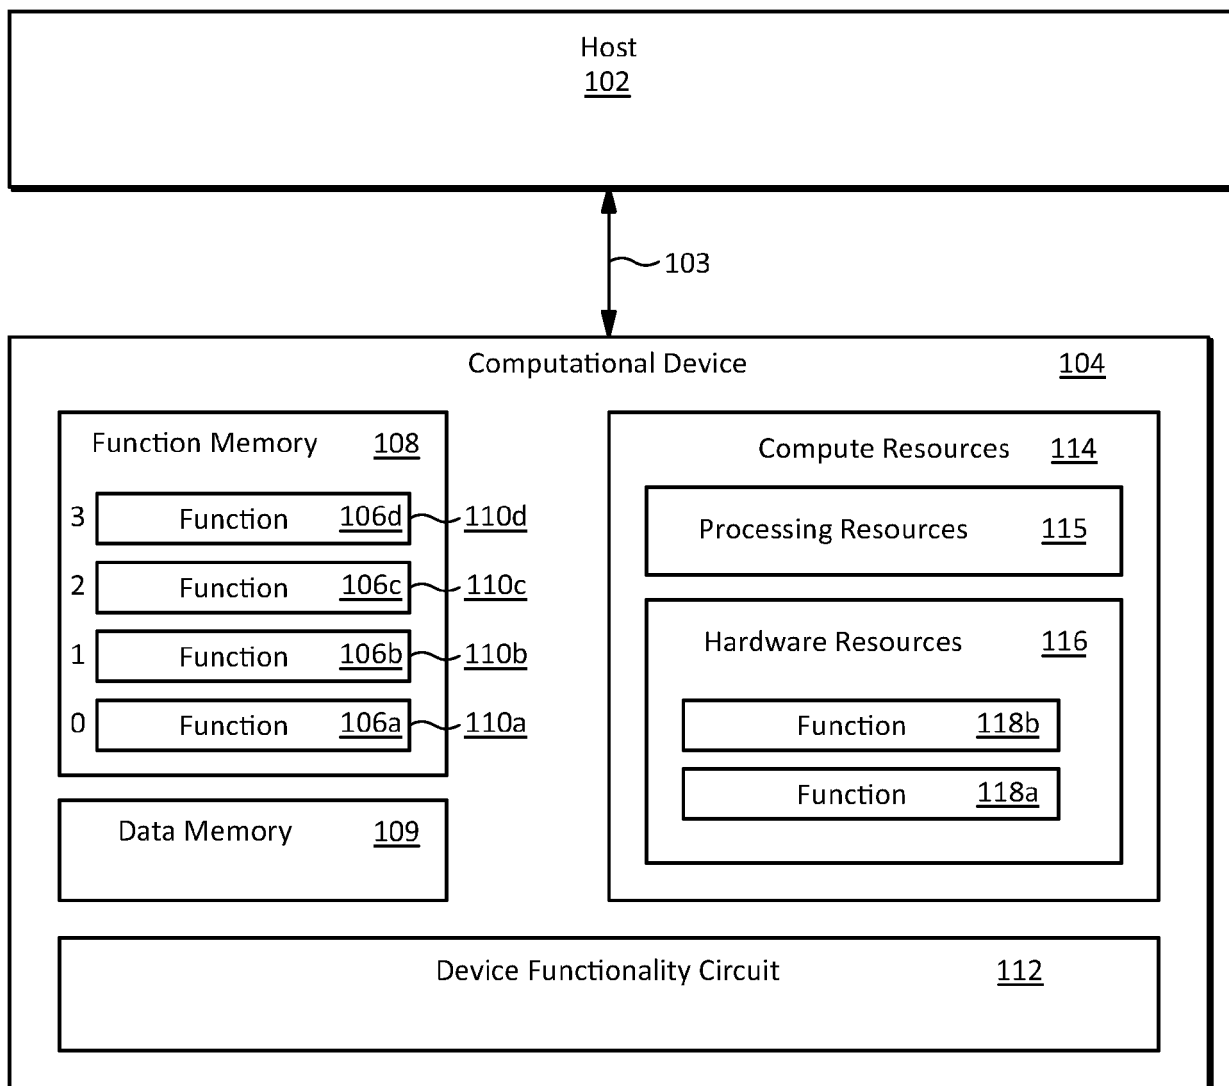 Host
102
103
Computational Device 104
Function Memory 108
3 Function 106d 110d
2 Function 106c 110c
1 Function 106b 110b
0 Function 106a 110a
Data Memory 109
Compute Resources 114
Processing Resources 115
Hardware Resources 116
Function 118b
Function 118a
Device Functionality Circuit 112